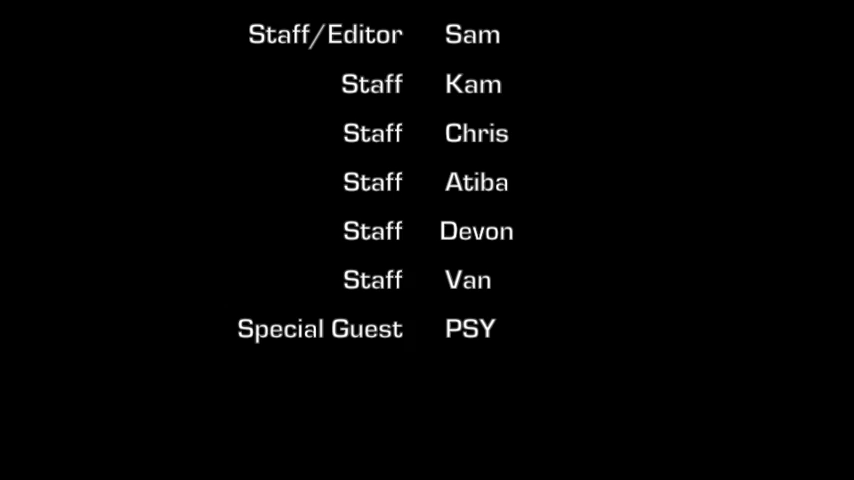 Staff/Editor Sam
Staff Kam
Staff Chris
Staff Atiba
Staff Devon
Staff Van
Special Guest PSY